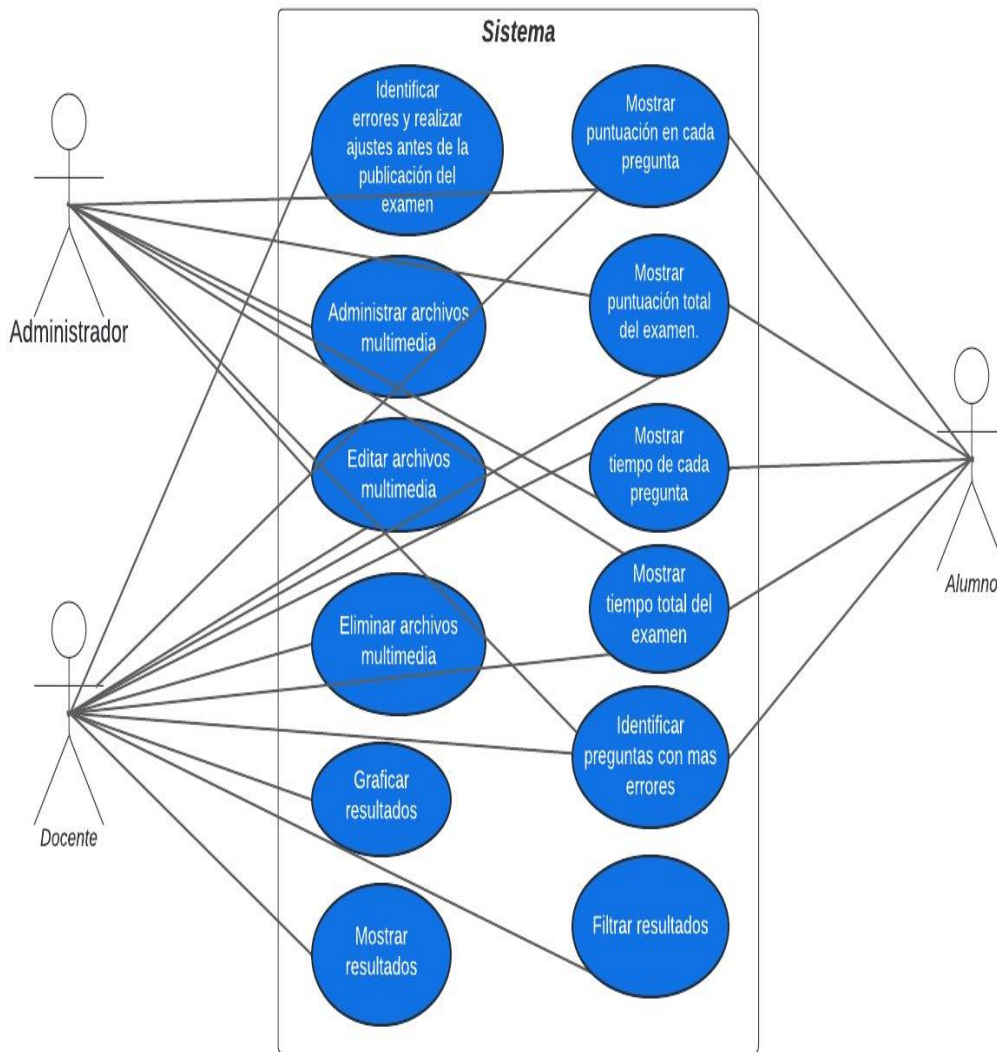 Sistema
Identificar
errores y realizar
ajustes antes de la
publicación del
examen
Mostrar
puntuación en cada
pregunta
Administrador
Administrar archivos
multimedia
Mostrar
puntuación total
del examen.
Editar archivos
multimedia
Mostrar
tiempo de cada
pregunta
Alumno
Eliminar archivos
multimedia
Mostrar
tiempo total del
examen
Docente
Graficar
resultados
Identificar
preguntas con mas
errores
Mostrar
resultados
Filtrar resultados